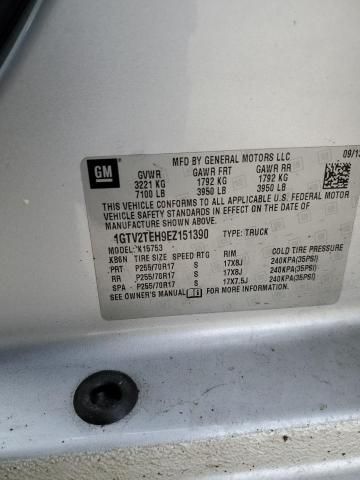 GM
MFD BY GENERAL MOTORS LLC 09/13
GVWR GAWR FRT GAWR RR
3221 KG 1792 KG 1792 KG
7100 LB 3950 LB 3950 LB
THIS VEHICLE CONFORMS TO ALL APPLICABLE U.S.
FEDERAL MOTOR VEHICLE SAFETY AND THEFT
PREVENTION STANDARDS IN EFFECT ON THE DATE OF
MANUFACTURE SHOWN ABOVE.
1GTV2TEH9EZ151390 TYPE: TRUCK
MODEL: K15753
XB6N TIRE SIZE SPEED RTG RIM COLD TIRE PRESSURE
FRT P255/70R17 S 17X8J 240KPA(35PSI)
RR P255/70R17 S 17X8J 240KPA(35PSI)
SPA P255/70R17 S 17X7.5J 240KPA(35PSI)
SEE OWNER'S MANUAL FOR MORE INFORMATION.